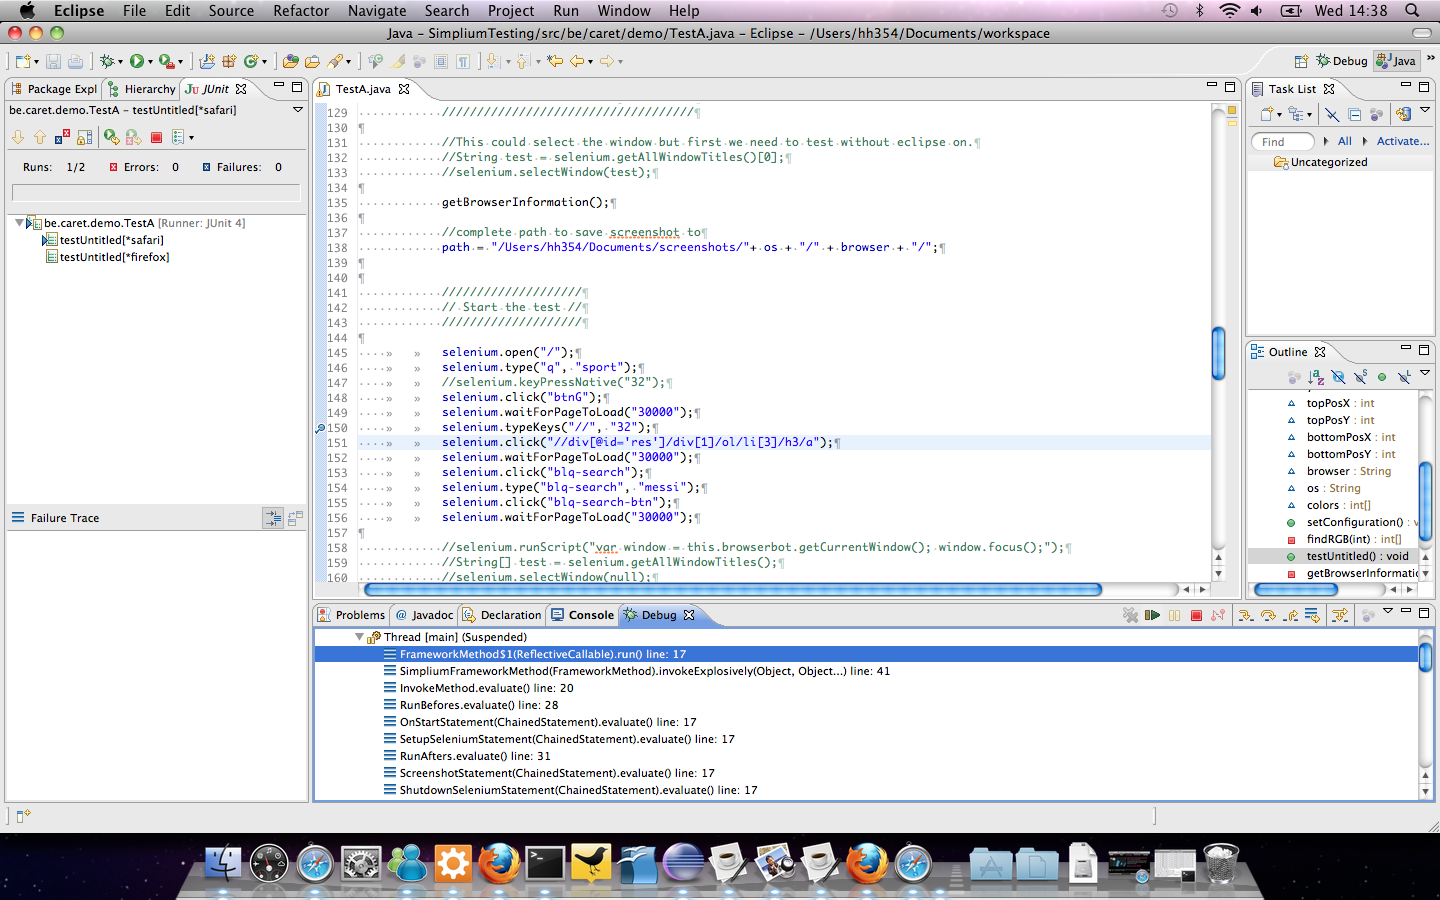 Eclipse File Edit Source Refactor Navigate Search Project Run Window Help Wed 14:38
Java - SimpliumTesting/src/be/caret/demo/TestA.java - Eclipse - /Users/hh354/Documents/workspace
Debug Java
Package Expl Hierarchy JUnit
be.caret.demo.TestA - testUntitled[*safari]
Runs: 1/2 Errors: 0 Failures: 0
be.caret.demo.TestA [Runner: JUnit 4]
testUntitled[*safari]
testUntitled[*firefox]
Failure Trace
TestA.java
129 ////////////////////////////////////
130
131 //This could select the window but first we need to test without eclipse on.
132 //String test = selenium.getAllWindowTitles()[0];
133 //selenium.selectWindow(test);
134
135 getBrowserInformation();
136
137 //complete path to save screenshot to
138 path = "/Users/hh354/Documents/screenshots/"+ os + "/" + browser + "/";
139
140
141 ////////////////////
142 // Start the test //
143 ////////////////////
144
145 selenium.open("/");
146 selenium.type("q", "sport");
147 //selenium.keyPressNative("32");
148 selenium.click("btnG");
149 selenium.waitForPageToLoad("30000");
150 selenium.typeKeys("//", "32");
151 selenium.click("//div[@id='res']/div[1]/ol/li[3]/h3/a");
152 selenium.waitForPageToLoad("30000");
153 selenium.click("blq-search");
154 selenium.type("blq-search", "messi");
155 selenium.click("blq-search-btn");
156 selenium.waitForPageToLoad("30000");
157
158 //selenium.runScript("var window = this.browserbot.getCurrentWindow(); window.focus();");
159 //String[] test = selenium.getAllWindowTitles();
160 //selenium.selectWindow(null);
Task List
Find All Activate...
Uncategorized
Outline
topPosX : int
topPosY : int
bottomPosX : int
bottomPosY : int
browser : String
os : String
colors : int[]
setConfiguration() : v
findRGB(int) : int[]
testUntitled() : void
getBrowserInformatio
Problems @ Javadoc Declaration Console Debug
Thread [main] (Suspended)
FrameworkMethod$1(ReflectiveCallable).run() line: 17
SimpliumFrameworkMethod(FrameworkMethod).invokeExplosively(Object, Object...) line: 41
InvokeMethod.evaluate() line: 20
RunBefores.evaluate() line: 28
OnStartStatement(ChainedStatement).evaluate() line: 17
SetupSeleniumStatement(ChainedStatement).evaluate() line: 17
RunAfters.evaluate() line: 31
ScreenshotStatement(ChainedStatement).evaluate() line: 17
ShutdownSeleniumStatement(ChainedStatement).evaluate() line: 17